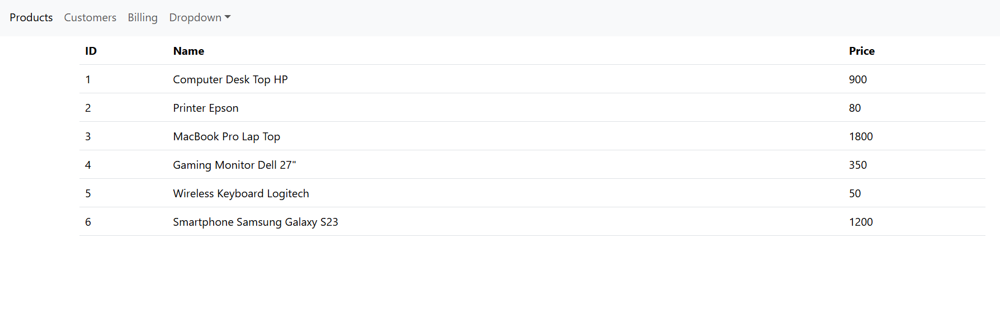 Products Customers Billing Dropdown
ID Name Price
1 Computer Desk Top HP 900
2 Printer Epson 80
3 MacBook Pro Lap Top 1800
4 Gaming Monitor Dell 27" 350
5 Wireless Keyboard Logitech 50
6 Smartphone Samsung Galaxy S23 1200